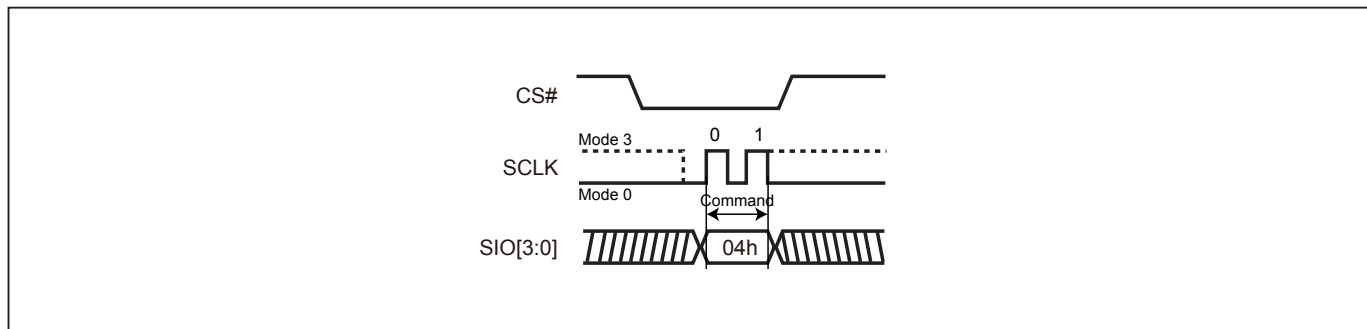 CS#
Mode 3
0 1
SCLK
Mode 0
Command
SIO[3:0]
04h